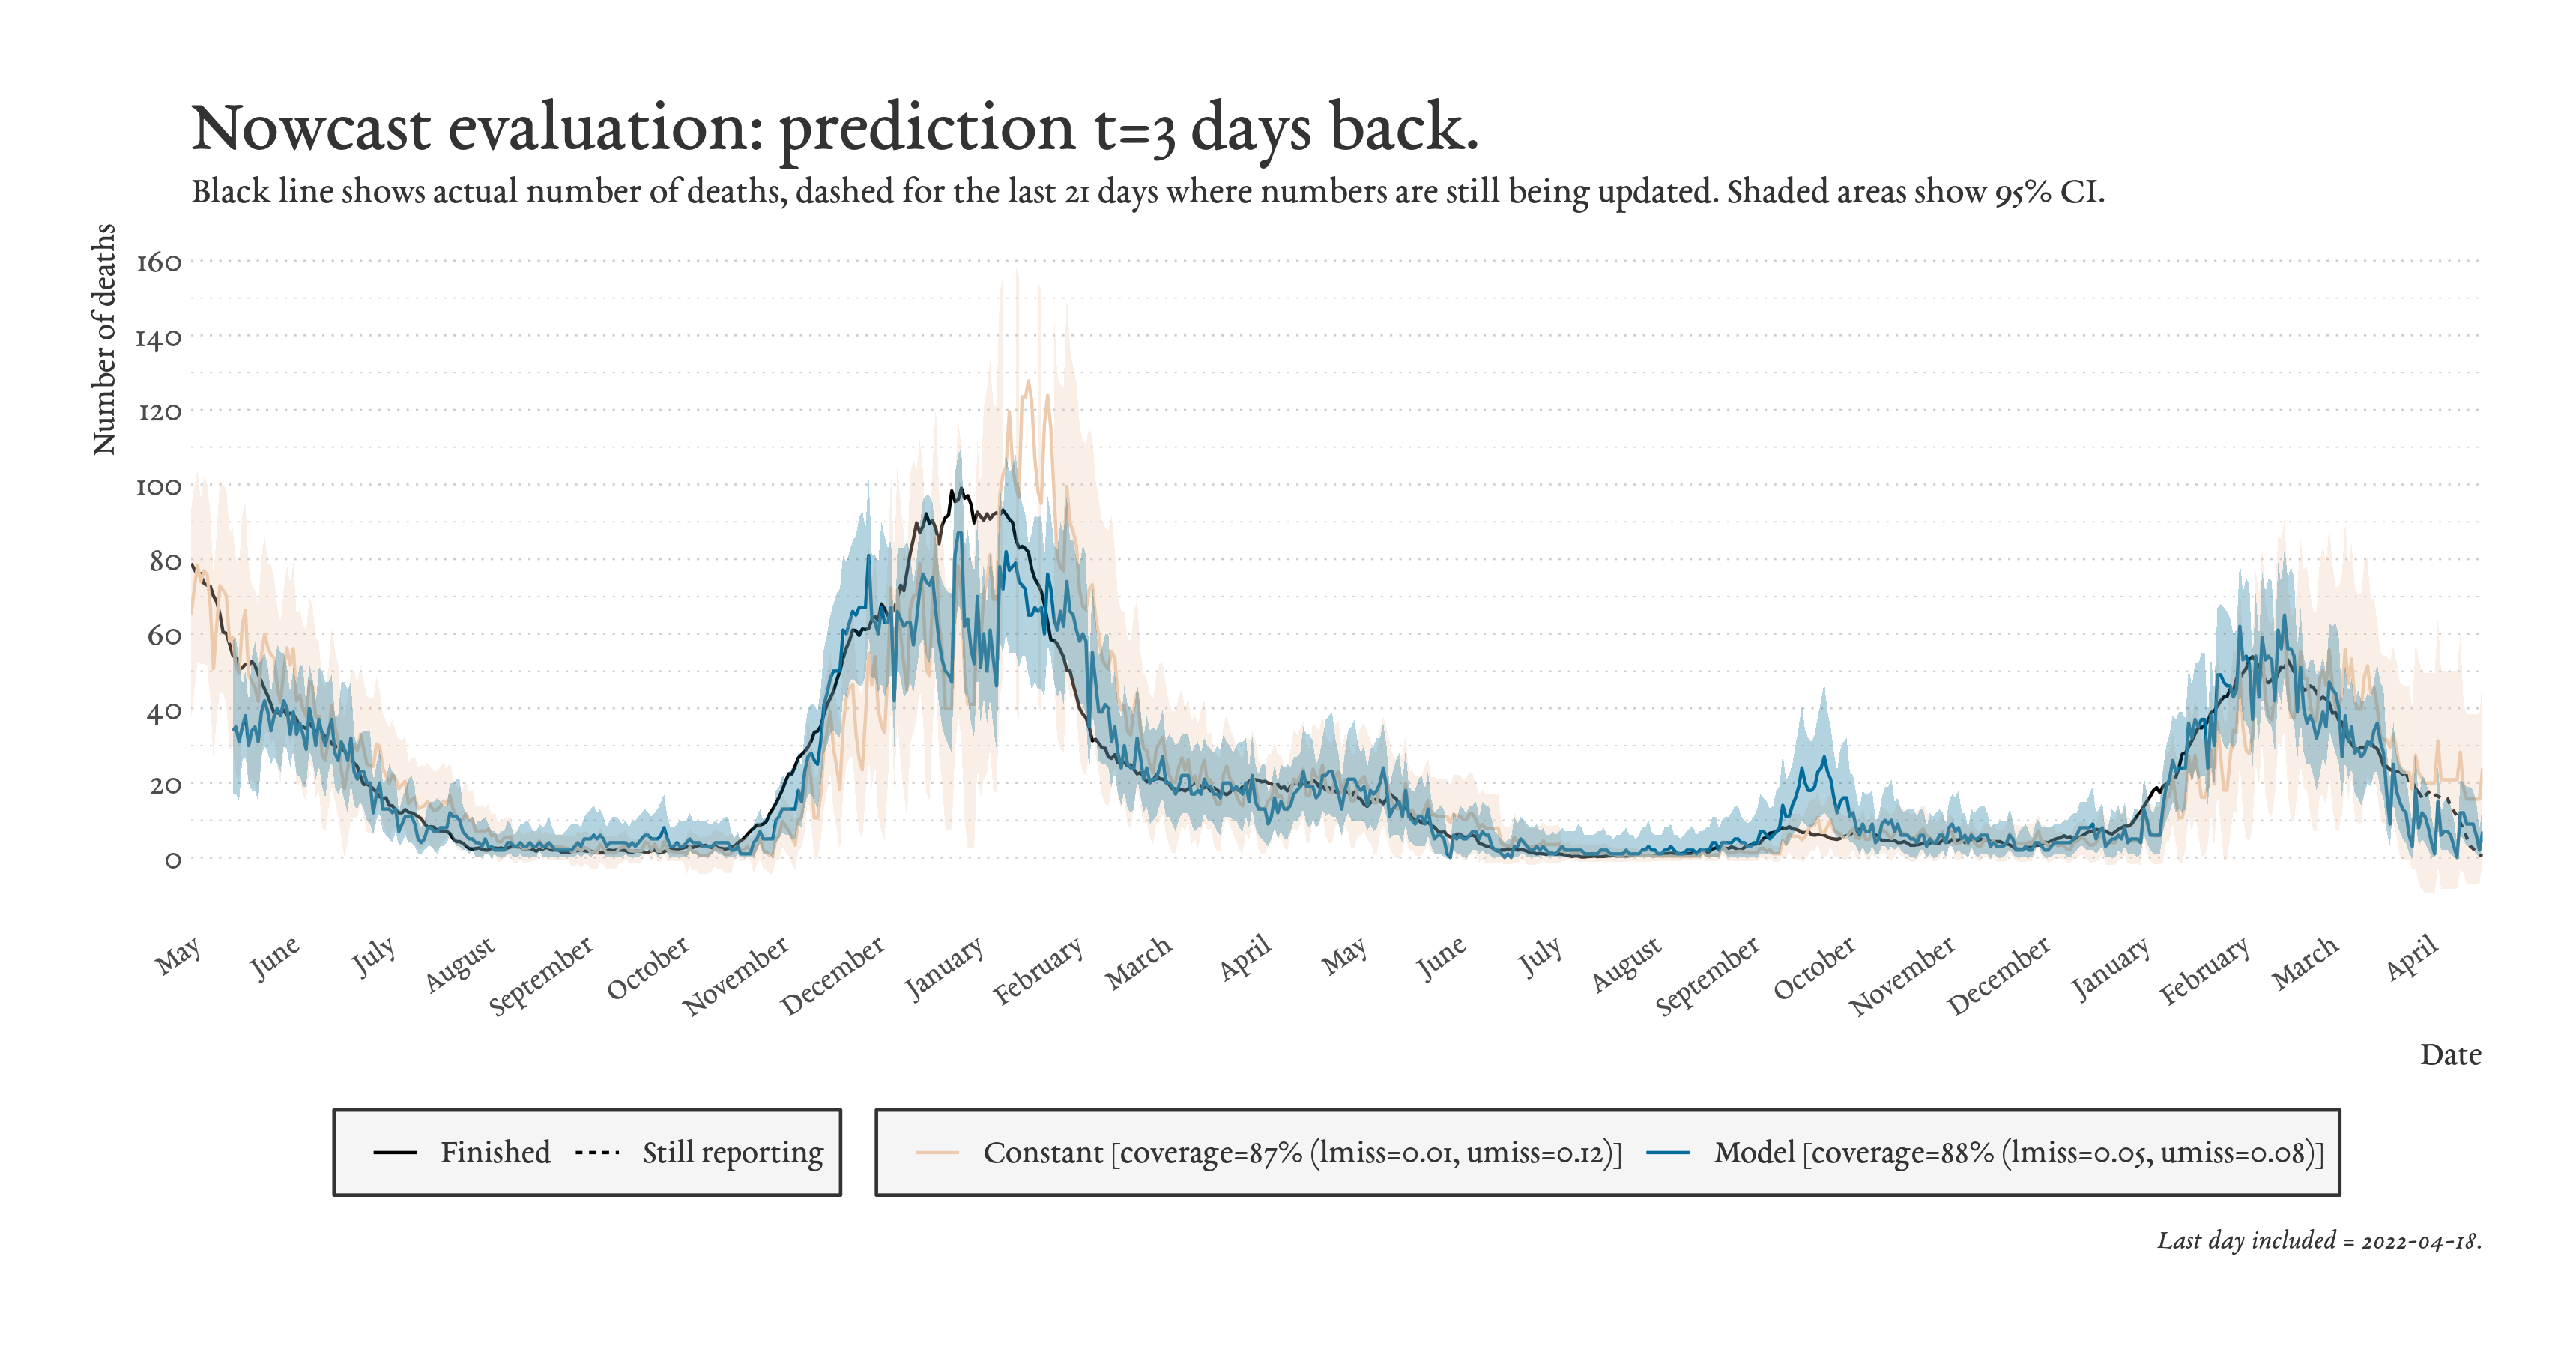 Nowcast evaluation: prediction t=3 days back.
Black line shows actual number of deaths, dashed for the last 21 days where numbers are still being updated. Shaded areas show 95% CI.
Number of deaths
160
140
120
100
80
60
40
20
0
May June July August September October November December January February March April May June July August September October November December January February March April
Date
Finished Still reporting Constant [coverage=87% (lmiss=0.01, umiss=0.12)] Model [coverage=88% (lmiss=0.05, umiss=0.08)]
Last day included = 2022-04-18.